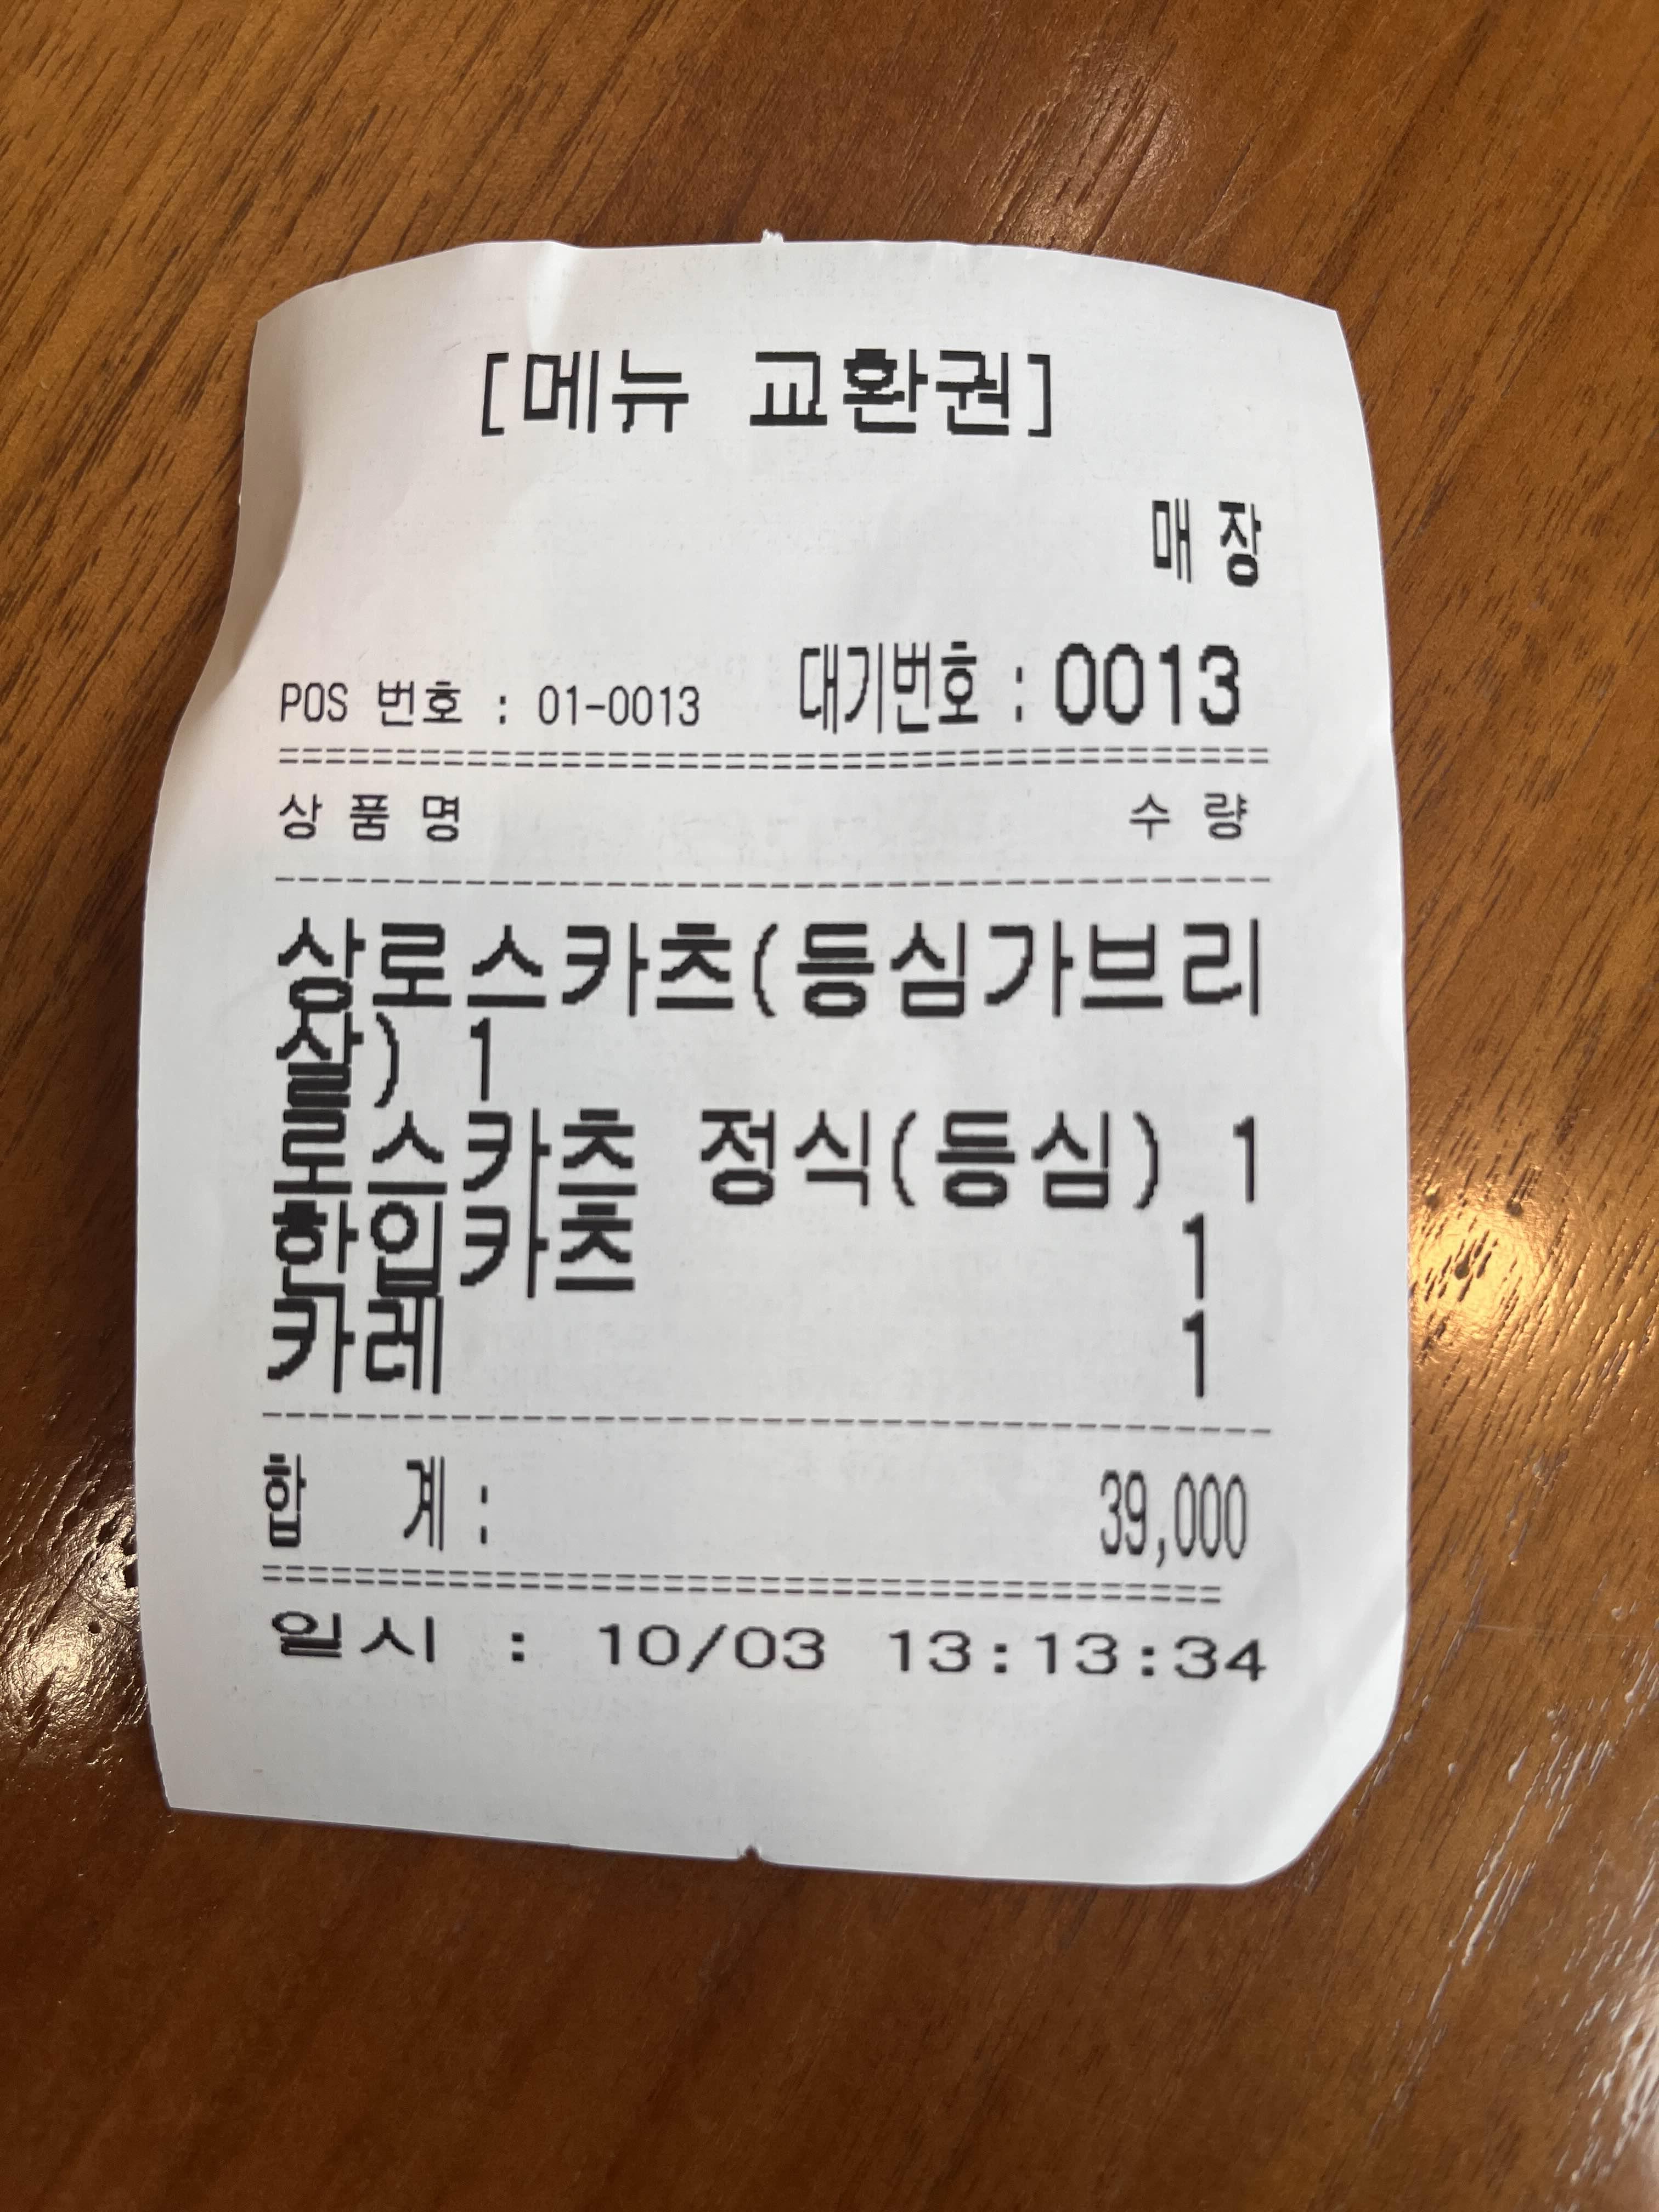 [메뉴 교환권]
매 장
POS 번호 : 01-0013 대기번호 : 0013
상 품 명 수 량
상로스카츠(등심가브리
살) 1
로스카츠 정식(등심) 1
한입카츠 1
카레 1
합 계 : 39,000
일시 : 10/03 13:13:34